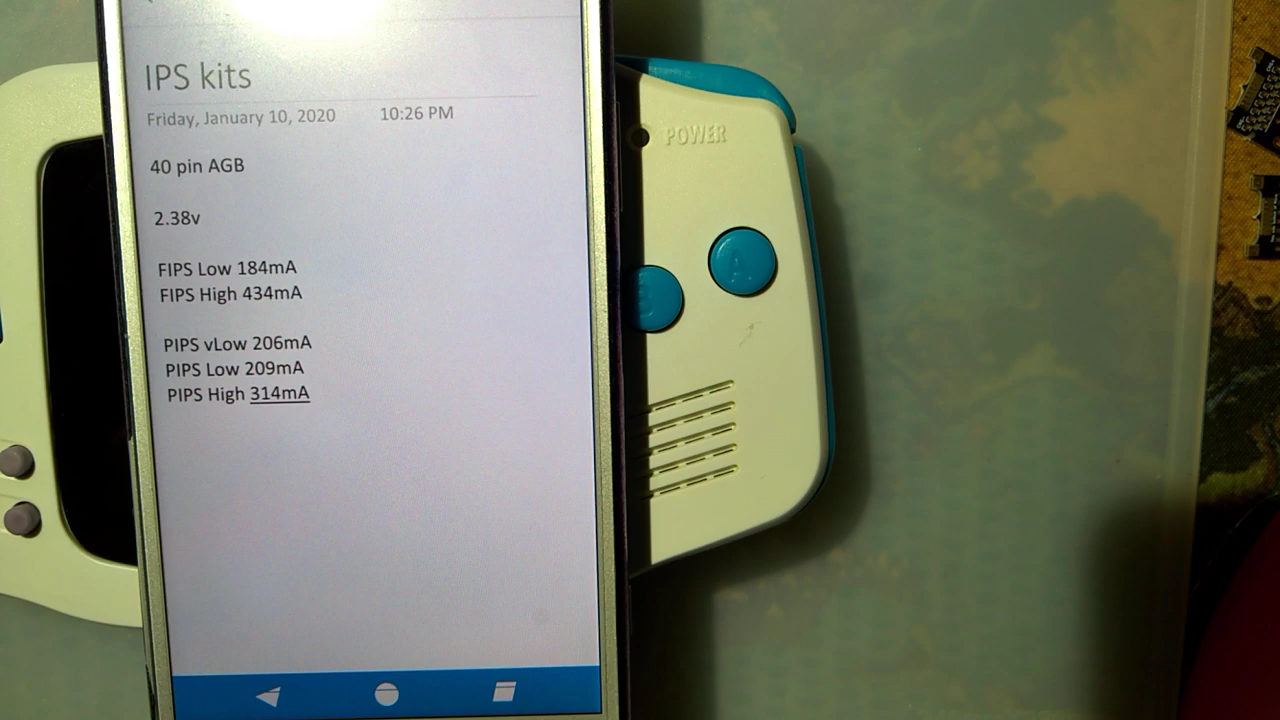 IPS kits
Friday, January 10, 2020 10:26 PM
40 pin AGB
2.38v
FIPS Low 184mA
FIPS High 434mA
PIPS vLow 206mA
PIPS Low 209mA
PIPS High 314mA
POWER
A